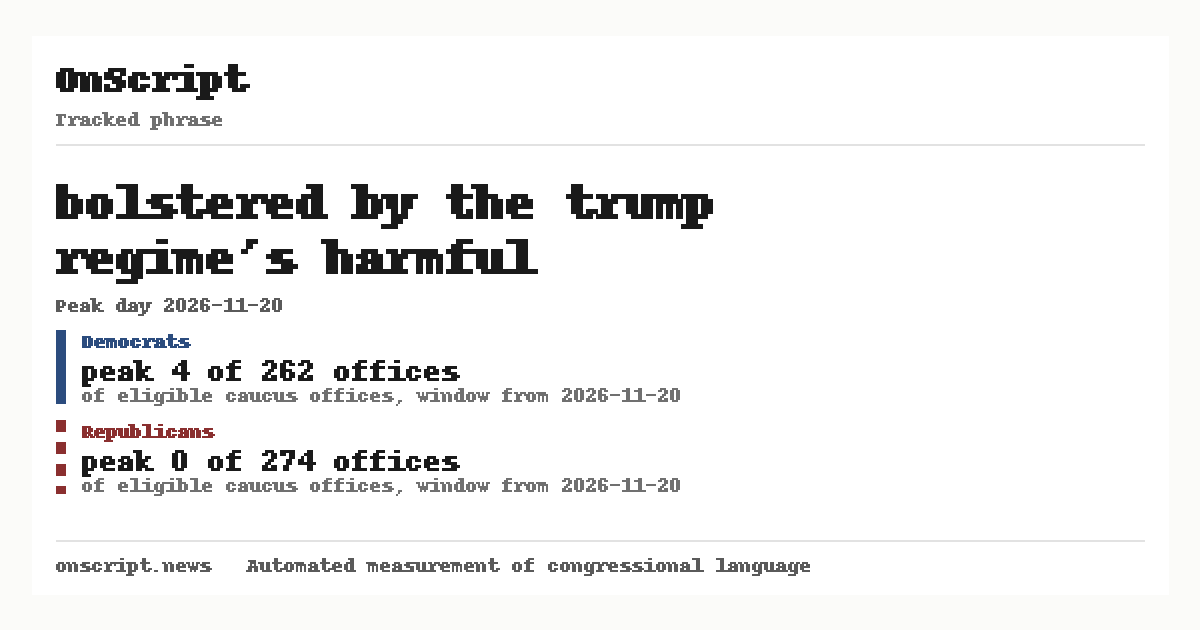 OnScript
Tracked phrase
bolstered by the trump
regime's harmful
Peak day 2026-11-20
Democrats
peak 4 of 262 offices
of eligible caucus offices, window from 2026-11-20
Republicans
peak 0 of 274 offices
of eligible caucus offices, window from 2026-11-20
onscript.news   Automated measurement of congressional language